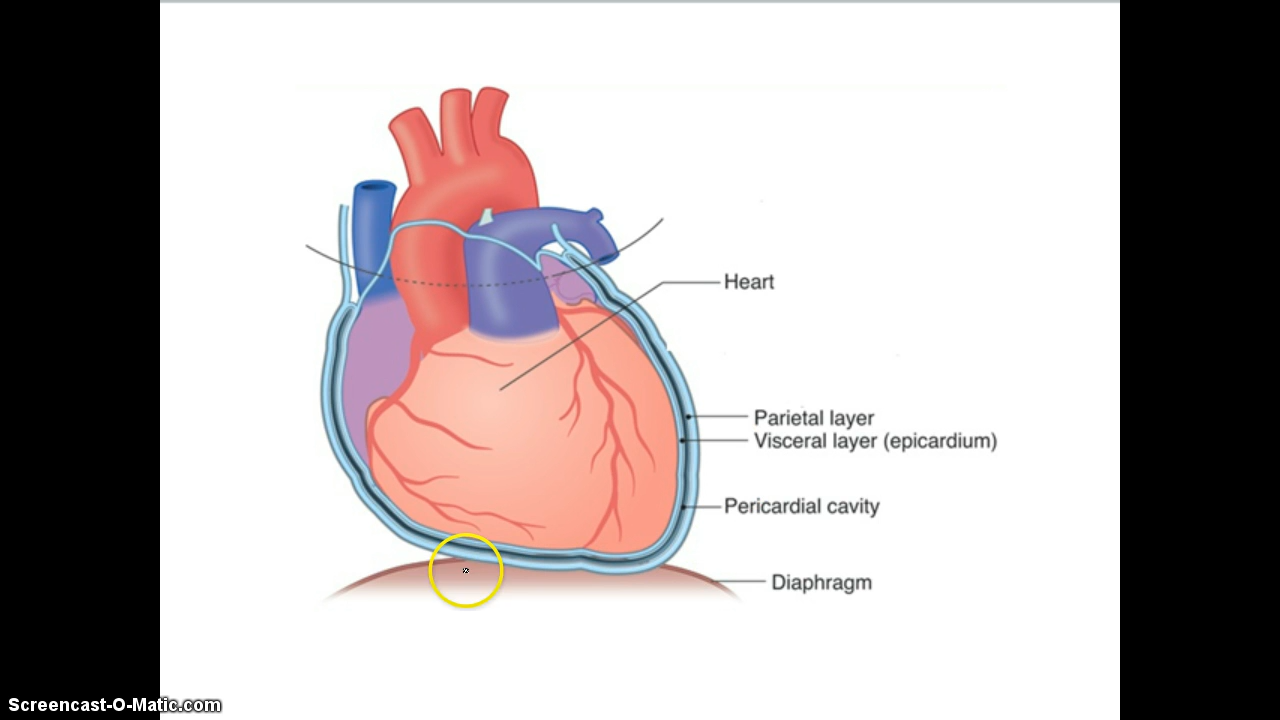 Heart
Parietal layer
Visceral layer (epicardium)
Pericardial cavity
Diaphragm
Screencast-O-Matic.com